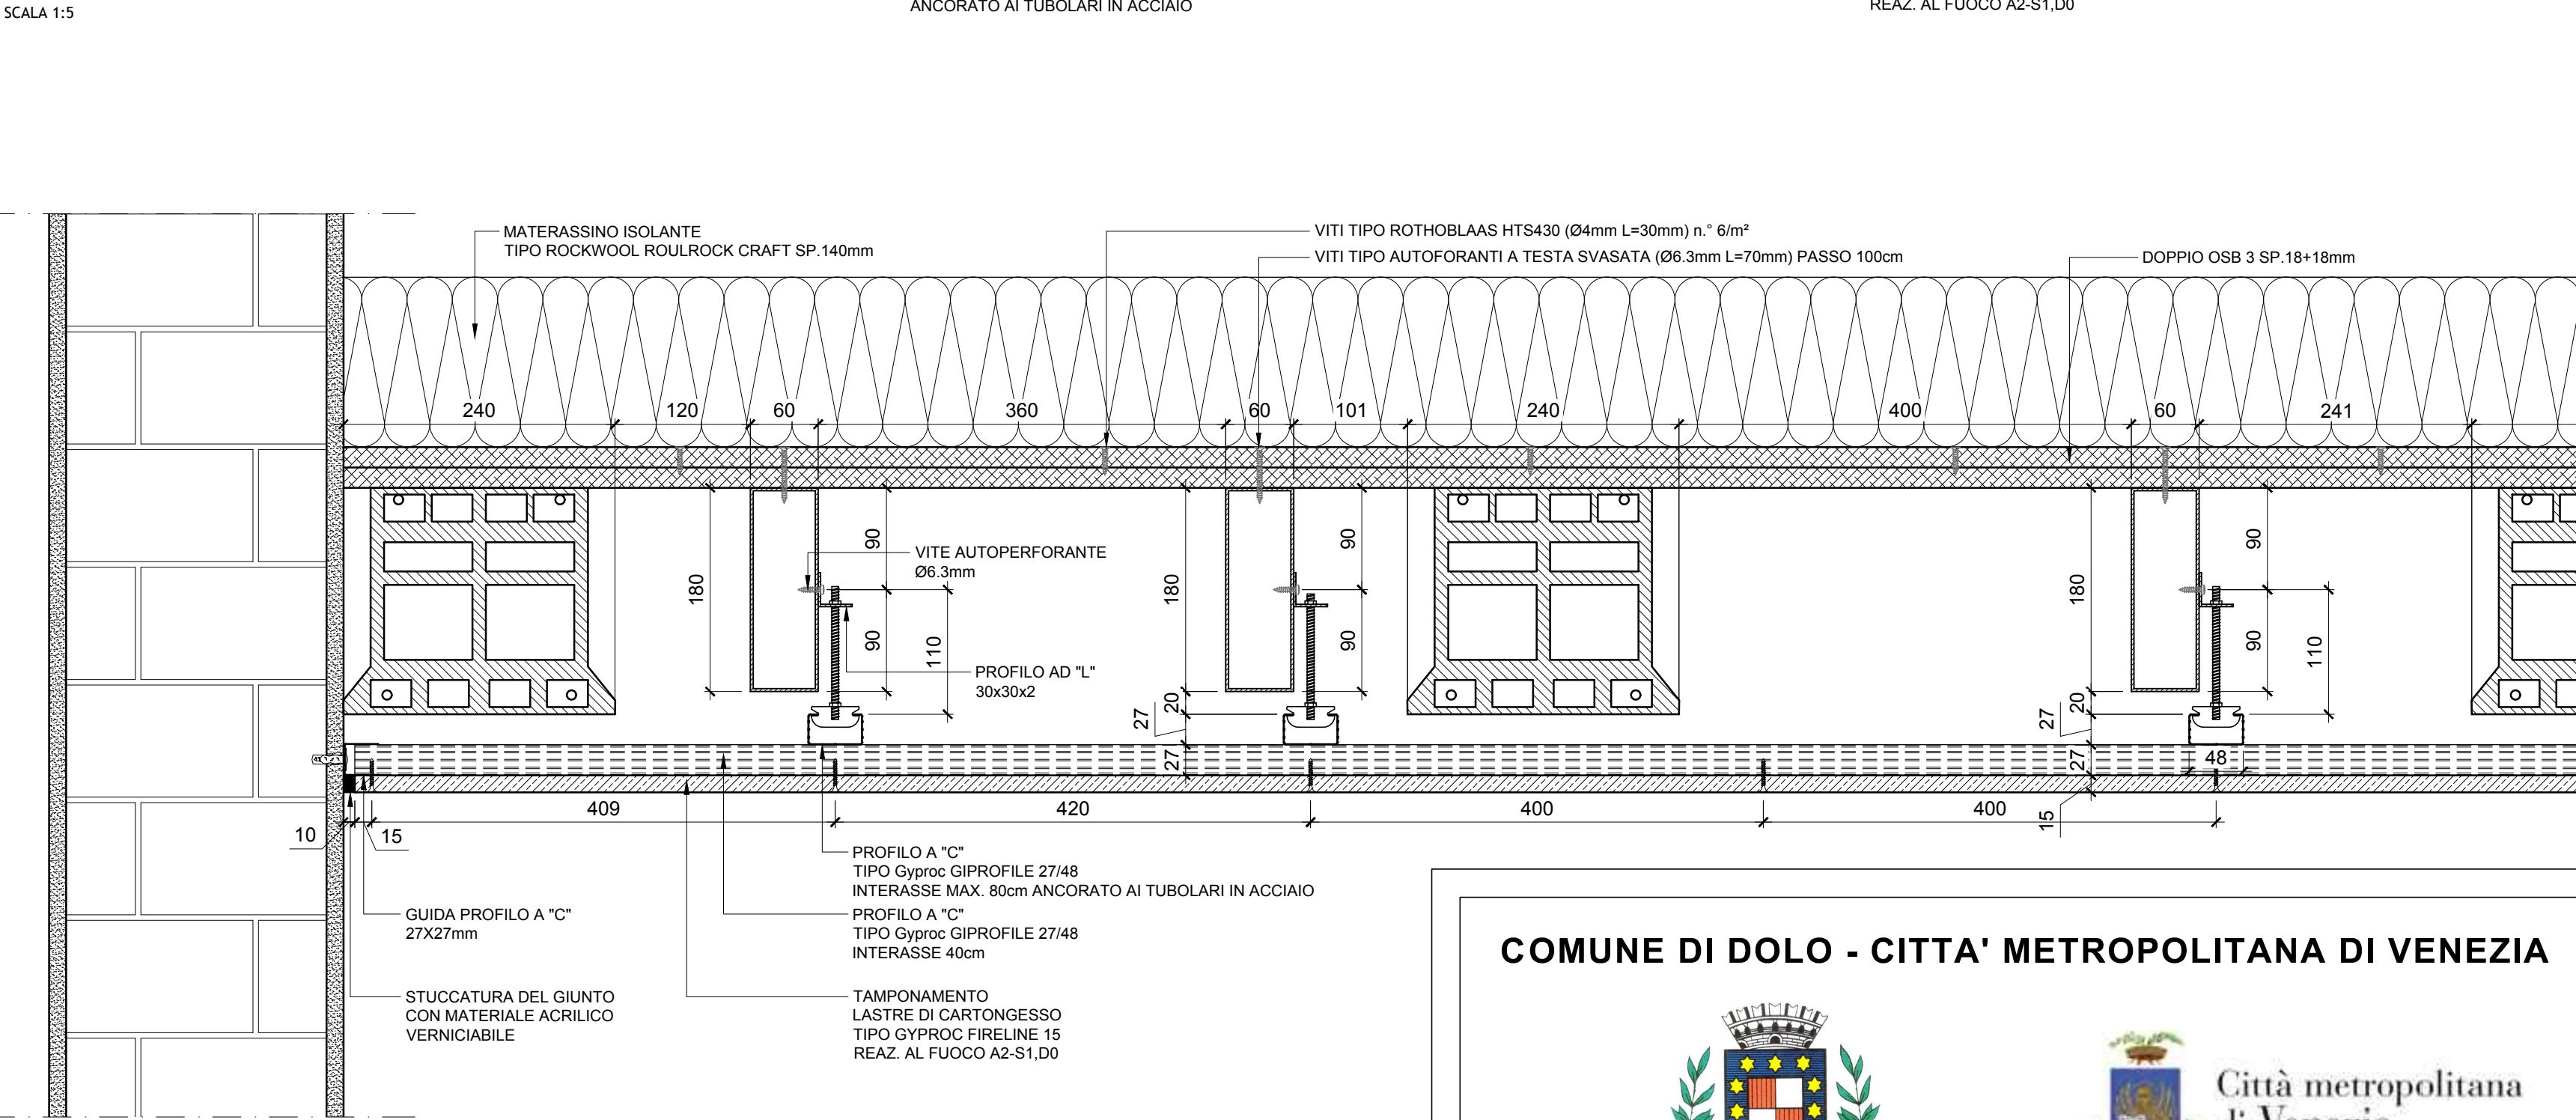 SCALA 1:5
ANCORATO AI TUBOLARI IN ACCIAIO
REAZ. AL FUOCO A2-S1,D0
MATERASSINO ISOLANTE
TIPO ROCKWOOL ROULROCK CRAFT SP.140mm
VITI TIPO ROTHOBLAAS HTS430 (Ø4mm L=30mm) n.° 6/m²
VITI TIPO AUTOFORANTI A TESTA SVASATA (Ø6.3mm L=70mm) PASSO 100cm
DOPPIO OSB 3 SP.18+18mm
240 120 60 360 60 101 240 400 60 241
180 90 90 110
VITE AUTOPERFORANTE
Ø6.3mm
PROFILO AD "L"
30x30x2
180 90 90 20 27 27
180 90 90 110 20 27 27 48 15
10 15 409 420 400 400
PROFILO A "C"
TIPO Gyproc GIPROFILE 27/48
INTERASSE MAX. 80cm ANCORATO AI TUBOLARI IN ACCIAIO
GUIDA PROFILO A "C"
27X27mm
PROFILO A "C"
TIPO Gyproc GIPROFILE 27/48
INTERASSE 40cm
STUCCATURA DEL GIUNTO
CON MATERIALE ACRILICO
VERNICIABILE
TAMPONAMENTO
LASTRE DI CARTONGESSO
TIPO GYPROC FIRELINE 15
REAZ. AL FUOCO A2-S1,D0
COMUNE DI DOLO - CITTA' METROPOLITANA DI VENEZIA
Città metropolitana
di Venezia